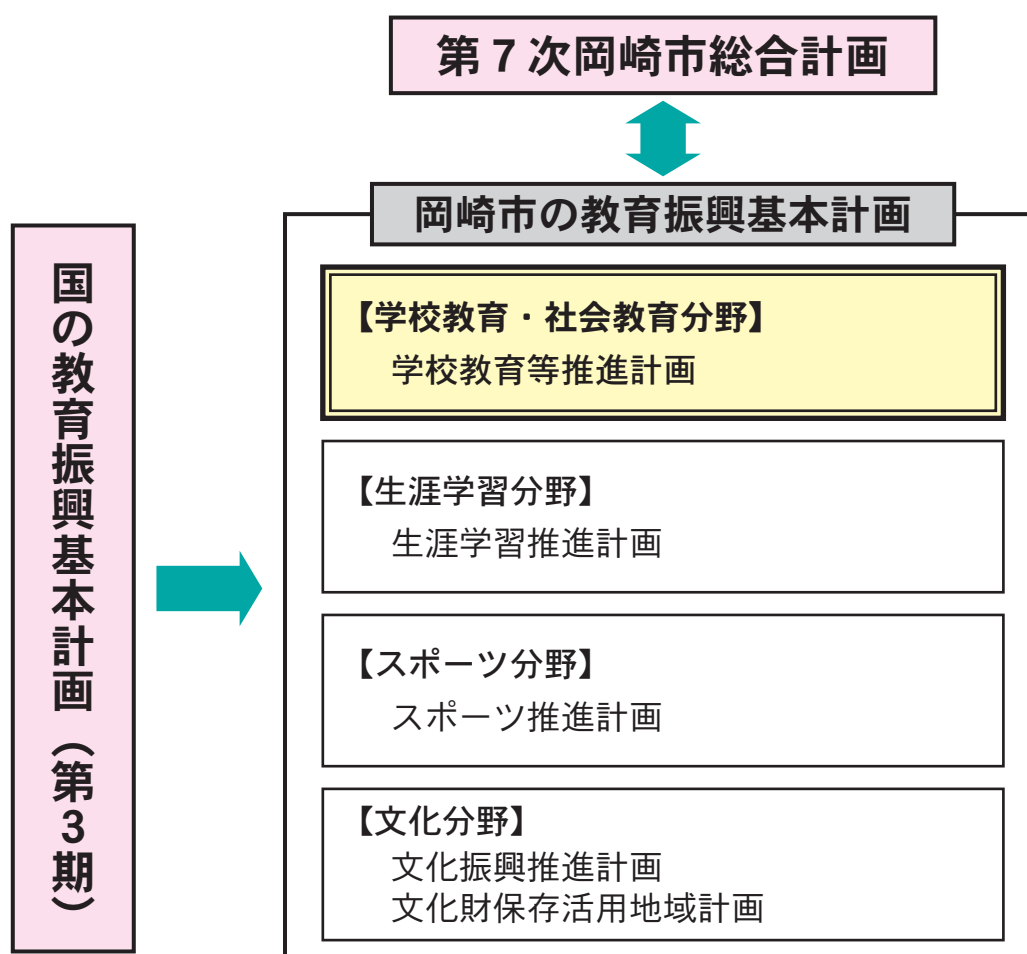 第7次岡崎市総合計画
岡崎市の教育振興基本計画
国の教育振興基本計画（第3期）
【学校教育・社会教育分野】
学校教育等推進計画
【生涯学習分野】
生涯学習推進計画
【スポーツ分野】
スポーツ推進計画
【文化分野】
文化振興推進計画
文化財保存活用地域計画